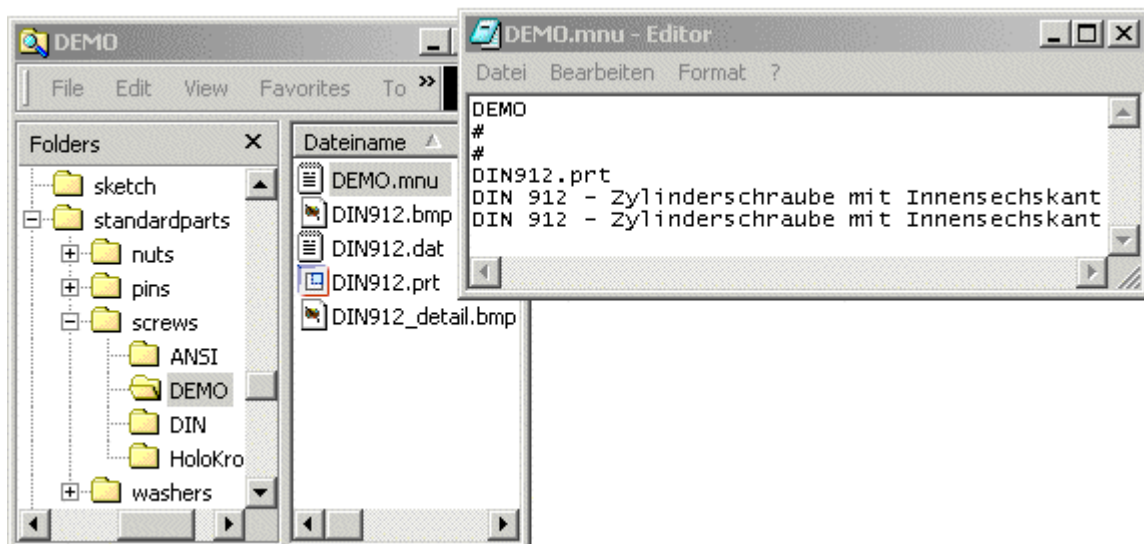 DEMO
File Edit View Favorites To »
Folders
sketch
standardparts
nuts
pins
screws
ANSI
DEMO
DIN
HoloKro
washers
Dateiname
DEMO.mnu
DIN912.bmp
DIN912.dat
DIN912.prt
DIN912_detail.bmp
DEMO.mnu - Editor
Datei Bearbeiten Format ?
DEMO
#
#
DIN912.prt
DIN 912 - Zylinderschraube mit Innensechskant
DIN 912 - Zylinderschraube mit Innensechskant